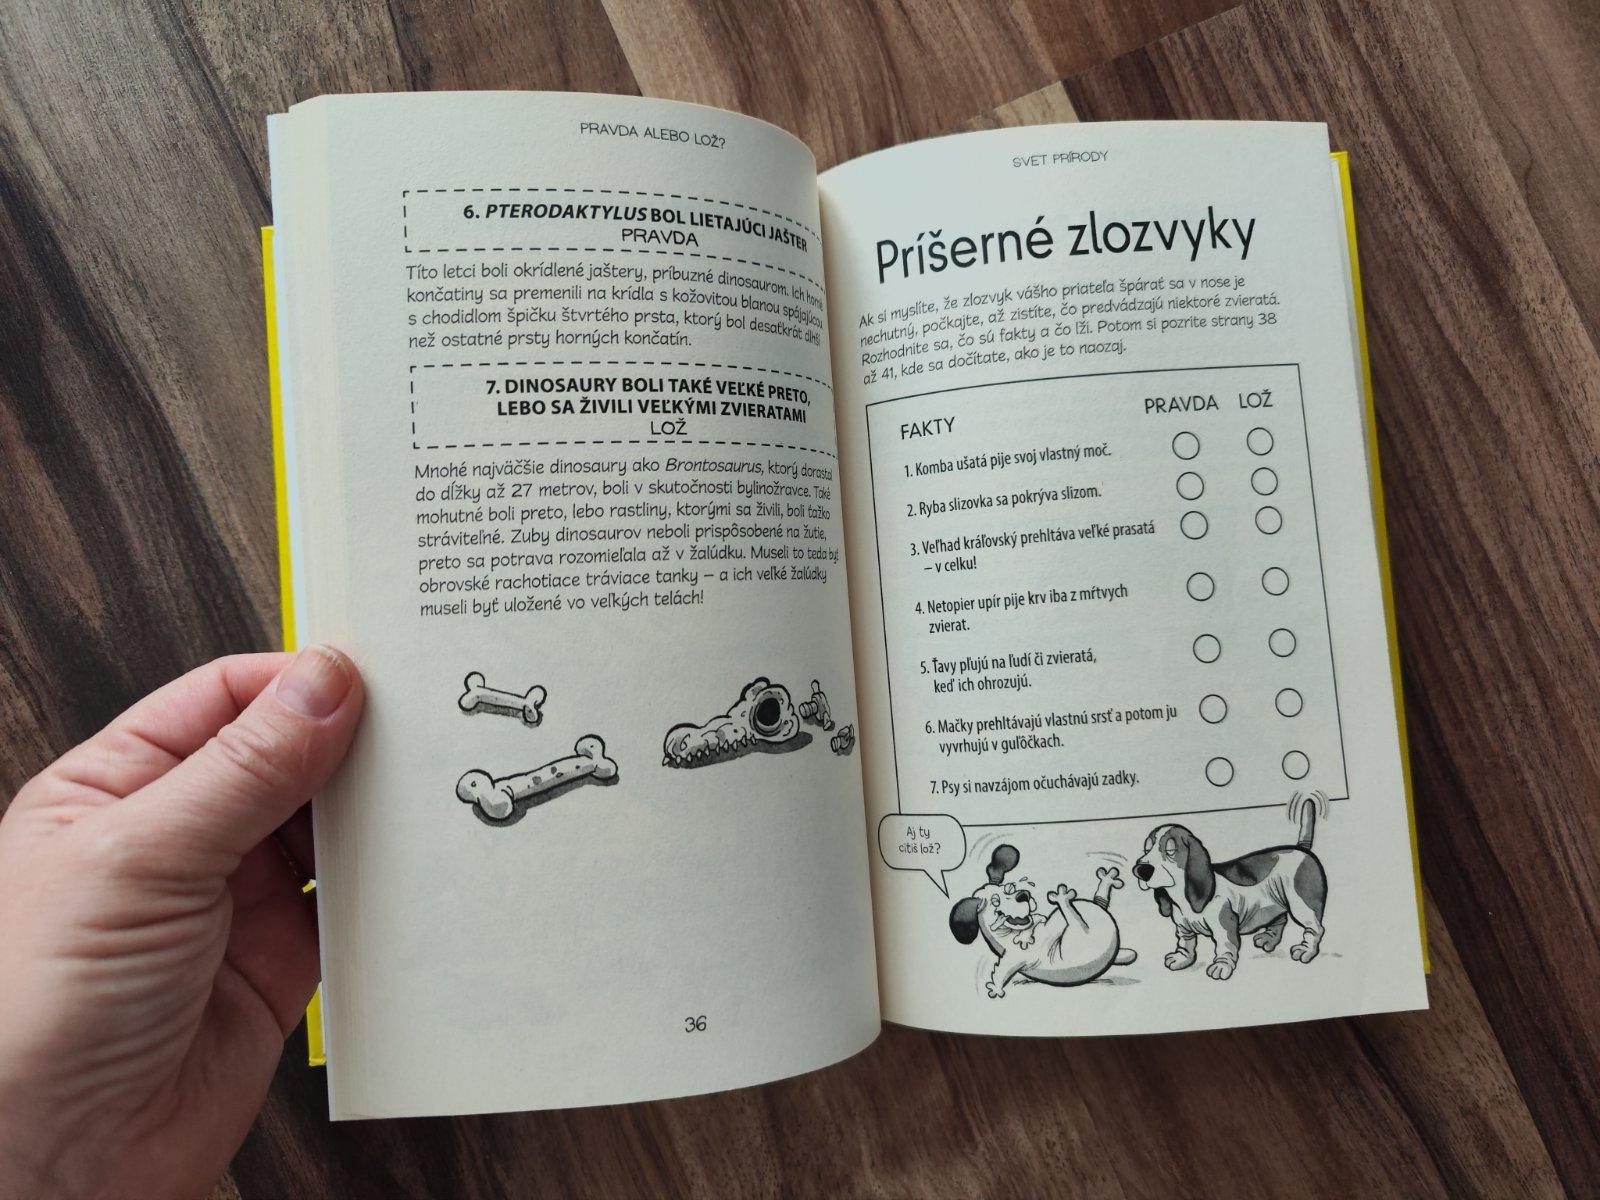 PRAVDA ALEBO LOŽ?
6. PTERODAKTYLUS BOL LIETAJÚCI JAŠTER
PRAVDA
Títo letci boli okrídlené jaštery, príbuzné dinosaurom. Ich horné
končatiny sa premenili na krídla s kožovitou blanou spájajúcou
s chodidlom špičku štvrtého prsta, ktorý bol desaťkrát dlhší
než ostatné prsty horných končatín.
7. DINOSAURY BOLI TAKÉ VEĽKÉ PRETO,
LEBO SA ŽIVILI VEĽKÝMI ZVIERATAMI
LOŽ
Mnohé najväčšie dinosaury ako Brontosaurus, ktorý dorastal
do dĺžky až 27 metrov, boli v skutočnosti bylinožravce. Také
mohutné boli preto, lebo rastliny, ktorými sa živili, boli ťažko
stráviteľné. Zuby dinosaurov neboli prispôsobené na žutie,
preto sa potrava rozomieľala až v žalúdku. Museli to teda byť
obrovské rachotiace tráviace tanky – a ich veľké žalúdky
museli byť uložené vo veľkých telách!
36
SVET PRÍRODY
Príšerné zlozvyky
Ak si myslíte, že zlozvyk vášho priateľa špárať sa v nose je
nechutný, počkajte, až zistíte, čo predvádzajú niektoré zvieratá.
Rozhodnite sa, čo sú fakty a čo lži. Potom si pozrite strany 38
až 41, kde sa dočítate, ako je to naozaj.
FAKTY PRAVDA LOŽ
1. Komba ušatá pije svoj vlastný moč.
2. Ryba slizovka sa pokrýva slizom.
3. Veľhad kráľovský prehltáva veľké prasatá
– v celku!
4. Netopier upír pije krv iba z mŕtvych
zvierat.
5. Ťavy pľujú na ľudí či zvieratá,
keď ich ohrozujú.
6. Mačky prehltávajú vlastnú srsť a potom ju
vyvrhujú v guľôčkach.
7. Psy si navzájom očuchávajú zadky.
Aj ty
cítiš lož?